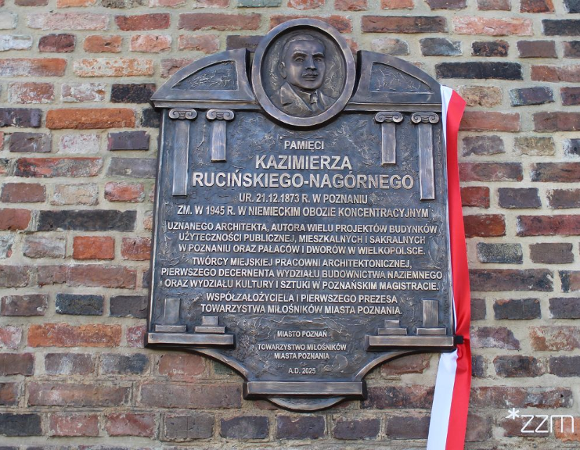 PAMIĘCI
KAZIMIERZA
RUCIŃSKIEGO-NAGÓRNEGO
UR. 21.12.1873 R. W POZNANIU
ZM. W 1945 R. W NIEMIECKIM OBOZIE KONCENTRACYJNYM
UZNANEGO ARCHITEKTA, AUTORA WIELU PROJEKTÓW BUDYNKÓW
UŻYTECZNOŚCI PUBLICZNEJ, MIESZKALNYCH I SAKRALNYCH
W POZNANIU ORAZ PAŁACÓW I DWORÓW W WIELKOPOLSCE.
TWÓRCY MIEJSKIEJ PRACOWNI ARCHITEKTONICZNEJ,
PIERWSZEGO DECERNENTA WYDZIAŁU BUDOWNICTWA NAZIEMNEGO
ORAZ WYDZIAŁU KULTURY I SZTUKI W POZNAŃSKIM MAGISTRACIE.
WSPÓŁZAŁOŻYCIELA I PIERWSZEGO PREZESA
TOWARZYSTWA MIŁOŚNIKÓW MIASTA POZNANIA.
MIASTO POZNAŃ
TOWARZYSTWO MIŁOŚNIKÓW
MIASTA POZNANIA
A.D. 2025
*zzm